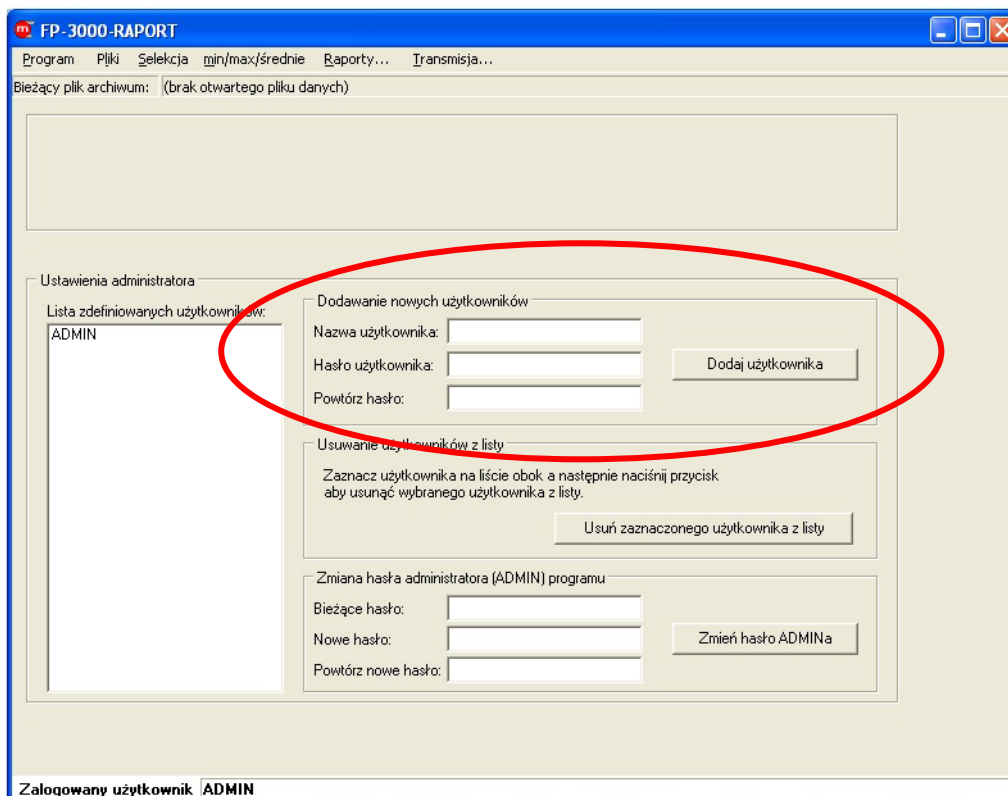 FP-3000-RAPORT
Program Pliki Selekcja min/max/średnie Raporty... Transmisja...
Bieżący plik archiwum: (brak otwartego pliku danych)
Ustawienia administratora
Lista zdefiniowanych użytkowników:
ADMIN
Dodawanie nowych użytkowników
Nazwa użytkownika:
Hasło użytkownika:
Powtórz hasło:
Dodaj użytkownika
Usuwanie użytkowników z listy
Zaznacz użytkownika na liście obok a następnie naciśnij przycisk
aby usunąć wybranego użytkownika z listy.
Usuń zaznaczonego użytkownika z listy
Zmiana hasła administratora (ADMIN) programu
Bieżące hasło:
Nowe hasło:
Powtórz nowe hasło:
Zmień hasło ADMINa
Zalogowany użytkownik ADMIN